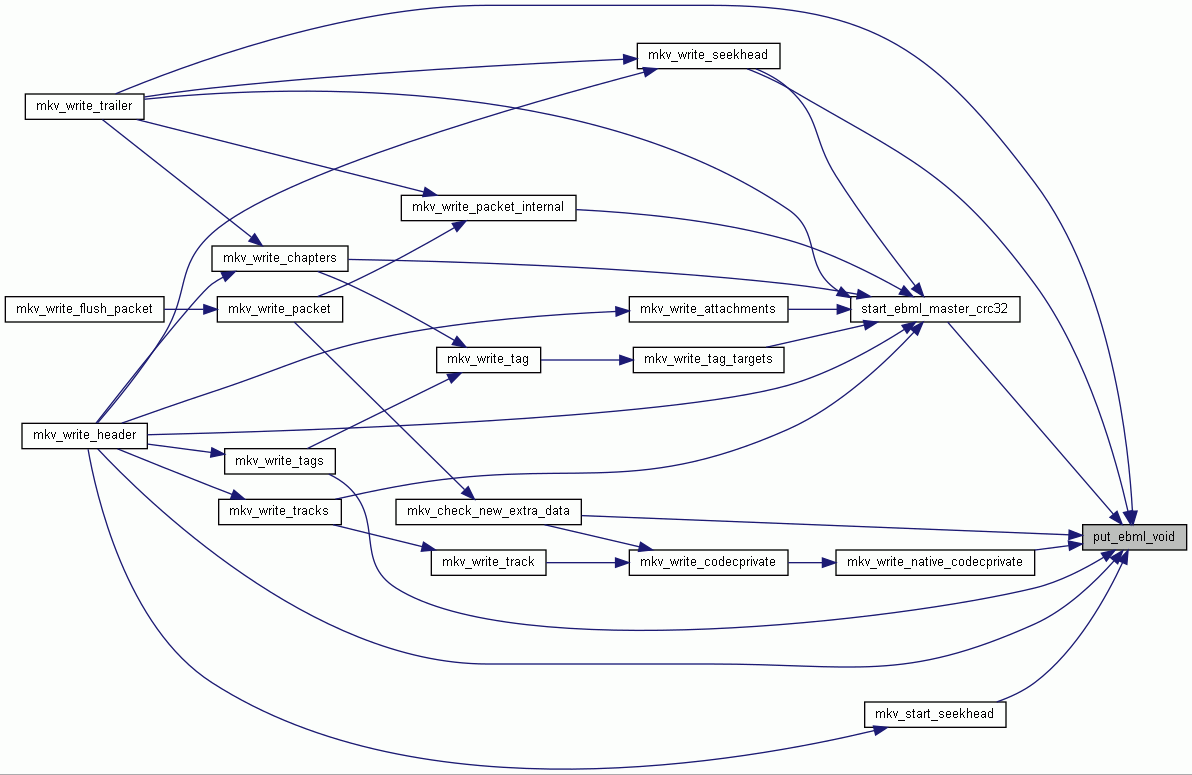 mkv_write_seekhead
mkv_write_trailer
mkv_write_packet_internal
mkv_write_chapters
mkv_write_flush_packet
mkv_write_packet
mkv_write_attachments
start_ebml_master_crc32
mkv_write_tag
mkv_write_tag_targets
mkv_write_header
mkv_write_tags
mkv_write_tracks
mkv_check_new_extra_data
put_ebml_void
mkv_write_track
mkv_write_codecprivate
mkv_write_native_codecprivate
mkv_start_seekhead